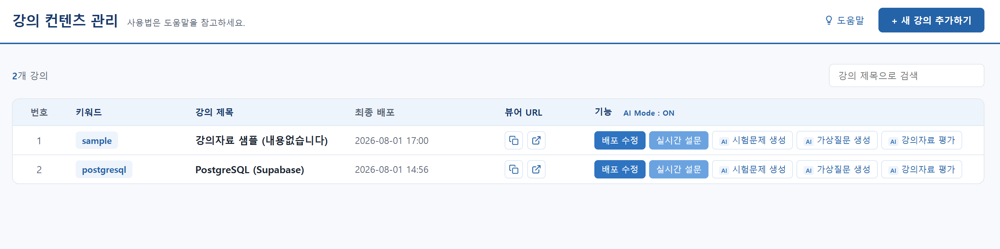 강의 컨텐츠 관리 사용법은 도움말을 참고하세요. 도움말 + 새 강의 추가하기
2개 강의 강의 제목으로 검색
번호 키워드 강의 제목 최종 배포 뷰어 URL 기능 AI Mode : ON
1 sample 강의자료 샘플 (내용없습니다) 2026-08-01 17:00 배포 수정 실시간 설문 AI 시험문제 생성 AI 가상질문 생성 AI 강의자료 평가
2 postgresql PostgreSQL (Supabase) 2026-08-01 14:56 배포 수정 실시간 설문 AI 시험문제 생성 AI 가상질문 생성 AI 강의자료 평가